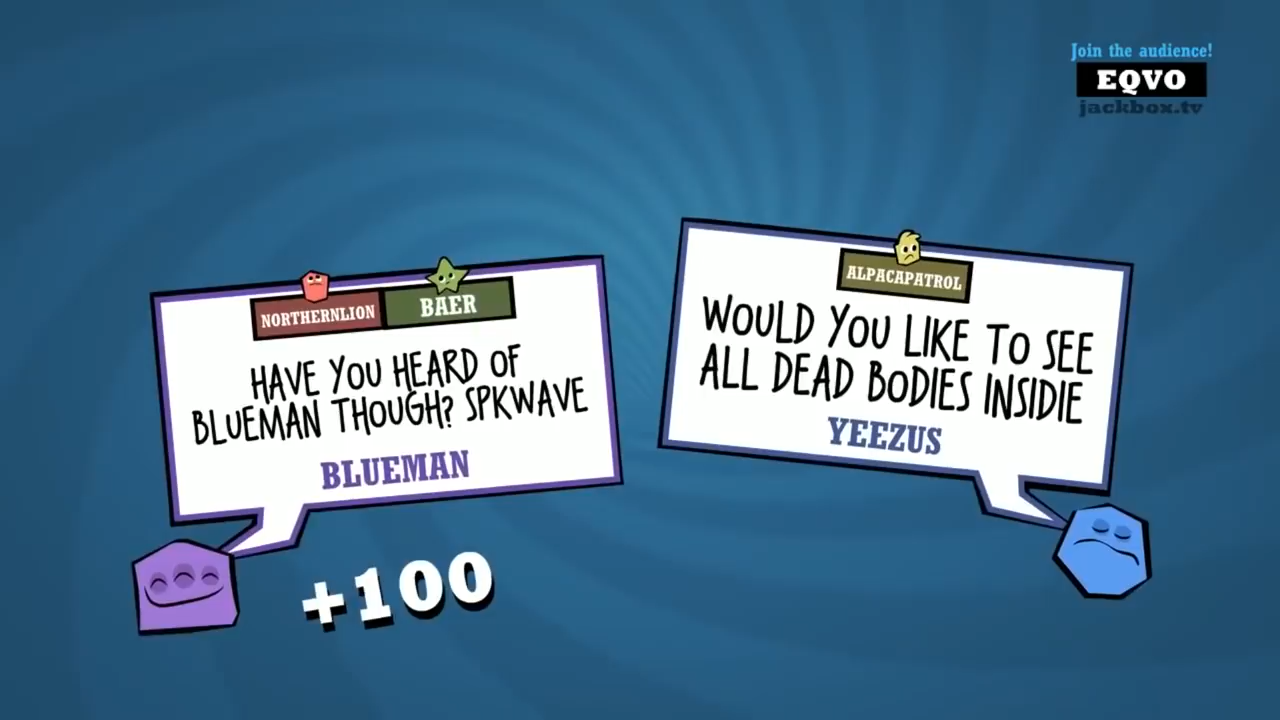 Join the audience!
EQVO
jackbox.tv
NORTHERNLION
BAER
HAVE YOU HEARD OF
BLUEMAN THOUGH? SPKWAVE
BLUEMAN
+100
ALPACAPATROL
WOULD YOU LIKE TO SEE
ALL DEAD BODIES INSIDIE
YEEZUS